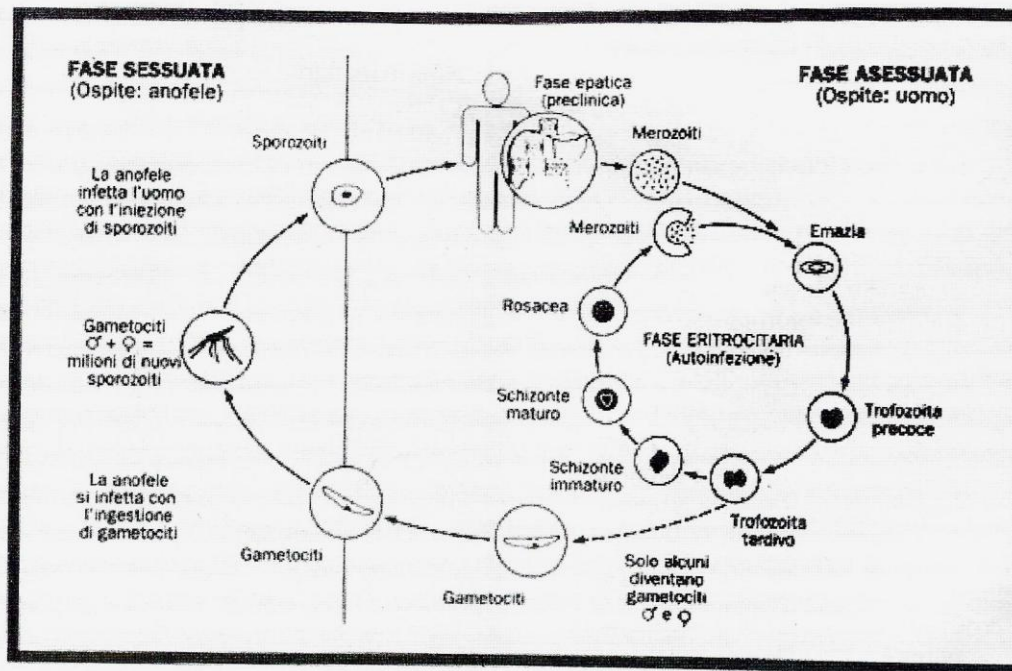 FASE SESSUATA
(Ospite: anofele)
Sporozoiti
La anofele
infetta l'uomo
con l'iniezione
di sporozoiti
Gametociti
♂ + ♀ =
milioni di nuovi
sporozoiti
La anofele
si infetta con
l'ingestione
di gametociti
Gametociti
Fase epatica
(preclinica)
FASE ASESSUATA
(Ospite: uomo)
Merozoiti
Merozoiti
Emazia
Rosacea
FASE ERITROCITARIA
(Autoinfezione)
Schizonte
maturo
Trofozoita
precoce
Schizonte
immaturo
Trofozoita
tardivo
Solo alcuni
diventano
gametociti
♂ e ♀
Gametociti